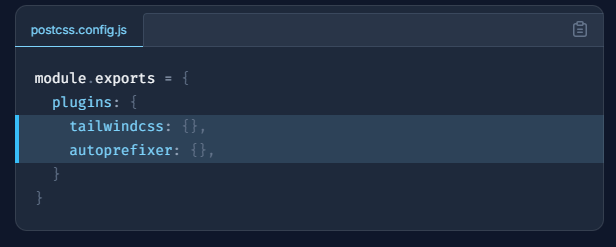 postcss.config.js
module.exports = {
  plugins: {
    tailwindcss: {},
    autoprefixer: {},
  }
}